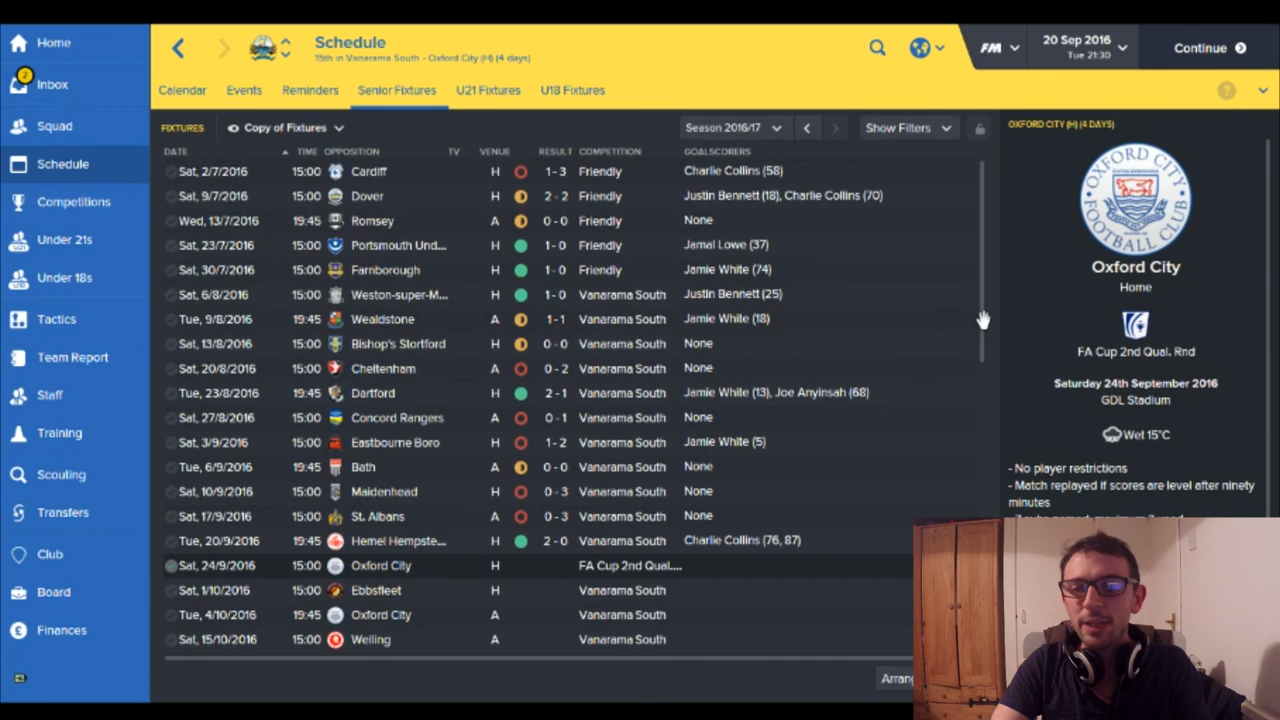 Home
2
Inbox
Squad
Schedule
Competitions
Under 21s
Under 18s
Tactics
Team Report
Staff
Training
Scouting
Transfers
Club
Board
Finances
Schedule
15th in Vanarama South - Oxford City (H) (4 days)
FM
20 Sep 2016
Tue 21:30
Continue
Calendar Events Reminders Senior Fixtures U21 Fixtures U18 Fixtures
?
FIXTURES Copy of Fixtures Season 2016/17 Show Filters
DATE TIME OPPOSITION TV VENUE RESULT COMPETITION GOALSCORERS
Sat, 2/7/2016 15:00 Cardiff H 1-3 Friendly Charlie Collins (58)
Sat, 9/7/2016 15:00 Dover H 2-2 Friendly Justin Bennett (18), Charlie Collins (70)
Wed, 13/7/2016 19:45 Romsey A 0-0 Friendly None
Sat, 23/7/2016 15:00 Portsmouth Und... H 1-0 Friendly Jamal Lowe (37)
Sat, 30/7/2016 15:00 Farnborough H 1-0 Friendly Jamie White (74)
Sat, 6/8/2016 15:00 Weston-super-M... H 1-0 Vanarama South Justin Bennett (25)
Tue, 9/8/2016 19:45 Wealdstone A 1-1 Vanarama South Jamie White (18)
Sat, 13/8/2016 15:00 Bishop's Stortford H 0-0 Vanarama South None
Sat, 20/8/2016 15:00 Cheltenham A 0-2 Vanarama South None
Tue, 23/8/2016 19:45 Dartford H 2-1 Vanarama South Jamie White (13), Joe Anyinsah (68)
Sat, 27/8/2016 15:00 Concord Rangers A 0-1 Vanarama South None
Sat, 3/9/2016 15:00 Eastbourne Boro H 1-2 Vanarama South Jamie White (5)
Tue, 6/9/2016 19:45 Bath A 0-0 Vanarama South None
Sat, 10/9/2016 15:00 Maidenhead A 0-3 Vanarama South None
Sat, 17/9/2016 15:00 St. Albans A 0-3 Vanarama South None
Tue, 20/9/2016 19:45 Hemel Hempste... H 2-0 Vanarama South Charlie Collins (76, 87)
Sat, 24/9/2016 15:00 Oxford City H FA Cup 2nd Qual....
Sat, 1/10/2016 15:00 Ebbsfleet H Vanarama South
Tue, 4/10/2016 19:45 Oxford City A Vanarama South
Sat, 15/10/2016 15:00 Welling A Vanarama South
Arrang
OXFORD CITY (H) (4 DAYS)
OXFORD CITY
FOOTBALL CLUB
Oxford City
Home
FA Cup 2nd Qual. Rnd
Saturday 24th September 2016
GDL Stadium
Wet 15°C
- No player restrictions
- Match replayed if scores are level after ninety
minutes